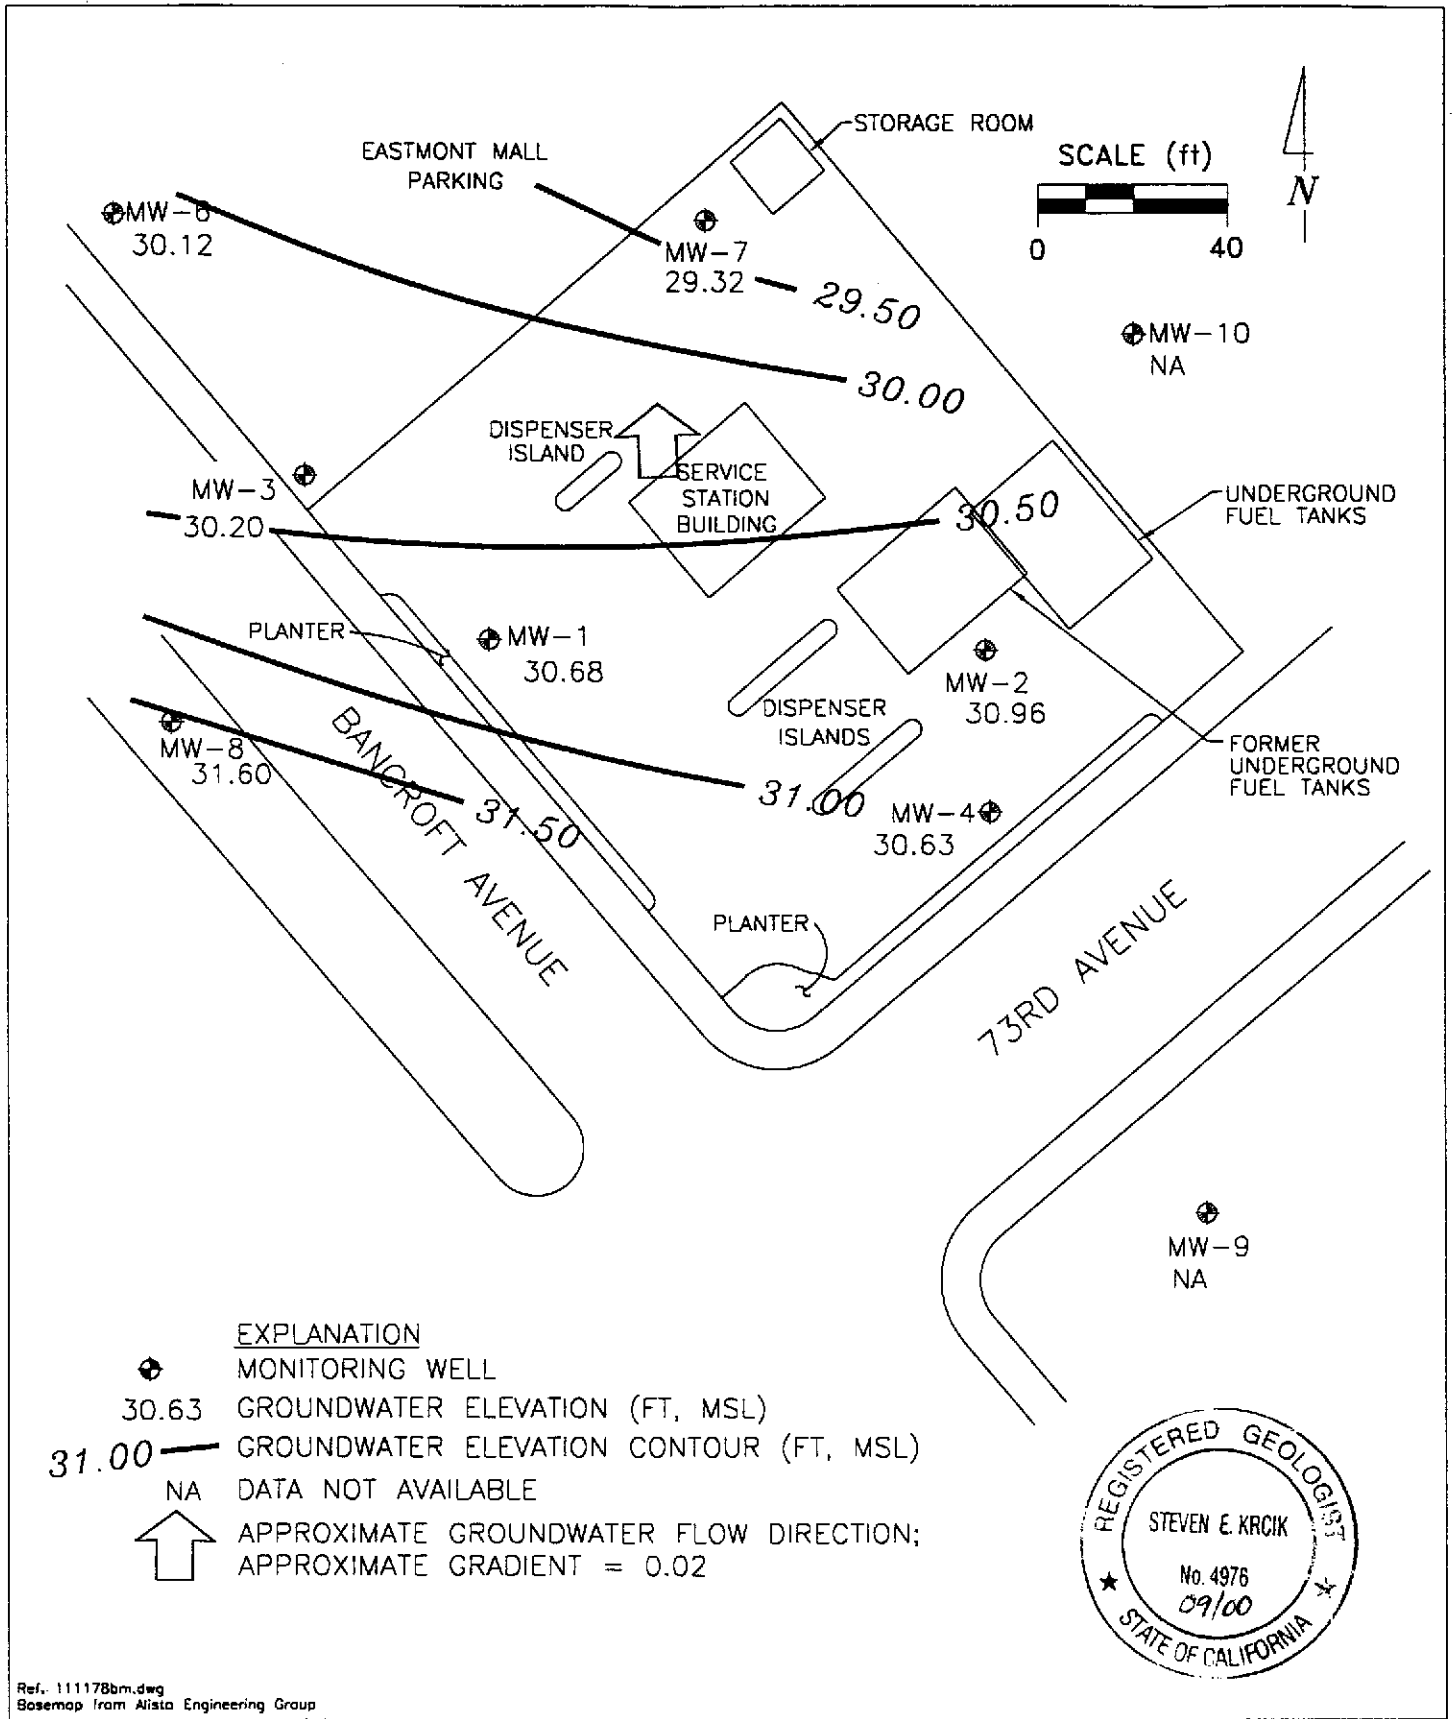 STORAGE ROOM
EASTMONT MALL
PARKING
SCALE (ft)
0 40
N
MW-6
30.12
MW-7
29.32
29.50
MW-10
NA
30.00
DISPENSER
ISLAND
SERVICE
STATION
BUILDING
MW-3
30.20
30.50
UNDERGROUND
FUEL TANKS
PLANTER
MW-1
30.68
MW-2
30.96
DISPENSER
ISLANDS
MW-8
31.60
BANCROFT AVENUE
31.50
31.00
MW-4
30.63
FORMER
UNDERGROUND
FUEL TANKS
PLANTER
73RD AVENUE
MW-9
NA
EXPLANATION
MONITORING WELL
30.63 GROUNDWATER ELEVATION (FT, MSL)
31.00 GROUNDWATER ELEVATION CONTOUR (FT, MSL)
NA DATA NOT AVAILABLE
APPROXIMATE GROUNDWATER FLOW DIRECTION;
APPROXIMATE GRADIENT = 0.02
REGISTERED GEOLOGIST
STEVEN E. KRCIK
No. 4976
09/00
STATE OF CALIFORNIA
Ref. 111178bm.dwg
Basemap from Alisto Engineering Group